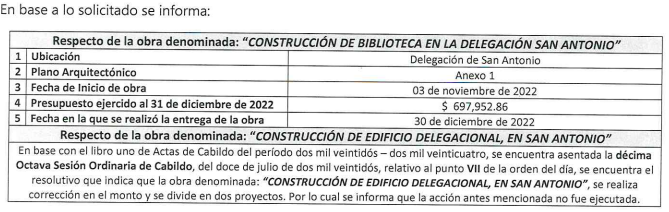 En base a lo solicitado se informa:
Respecto de la obra denominada: “CONSTRUCCIÓN DE BIBLIOTECA EN LA DELEGACIÓN SAN ANTONIO”
1 Ubicación Delegación de San Antonio
2 Plano Arquitectónico Anexo 1
3 Fecha de Inicio de obra 03 de noviembre de 2022
4 Presupuesto ejercido al 31 de diciembre de 2022 $ 697,952.86
5 Fecha en la que se realizó la entrega de la obra 30 de diciembre de 2022
Respecto de la obra denominada: “CONSTRUCCIÓN DE EDIFICIO DELEGACIONAL, EN SAN ANTONIO”
En base con el libro uno de Actas de Cabildo del período dos mil veintidós – dos mil veinticuatro, se encuentra asentada la décima
Octava Sesión Ordinaria de Cabildo, del doce de julio de dos mil veintidós, relativo al punto VII de la orden del día, se encuentra el
resolutivo que indica que la obra denominada: “CONSTRUCCIÓN DE EDIFICIO DELEGACIONAL, EN SAN ANTONIO”, se realiza
corrección en el monto y se divide en dos proyectos. Por lo cual se informa que la acción antes mencionada no fue ejecutada.